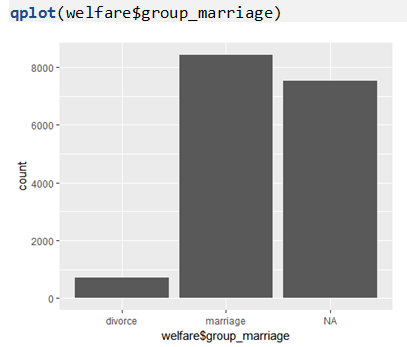 qplot(welfare$group_marriage)
8000
6000
4000
2000
0
count
divorce marriage NA
welfare$group_marriage